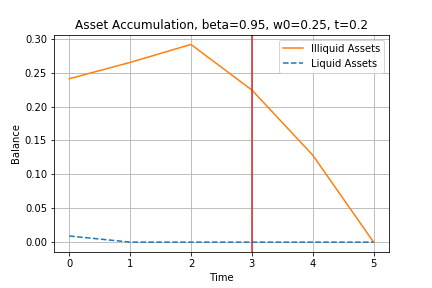 Asset Accumulation, beta=0.95, w0=0.25, t=0.2
Illiquid Assets
Liquid Assets
Balance
0.30
0.25
0.20
0.15
0.10
0.05
0.00
0 1 2 3 4 5
Time